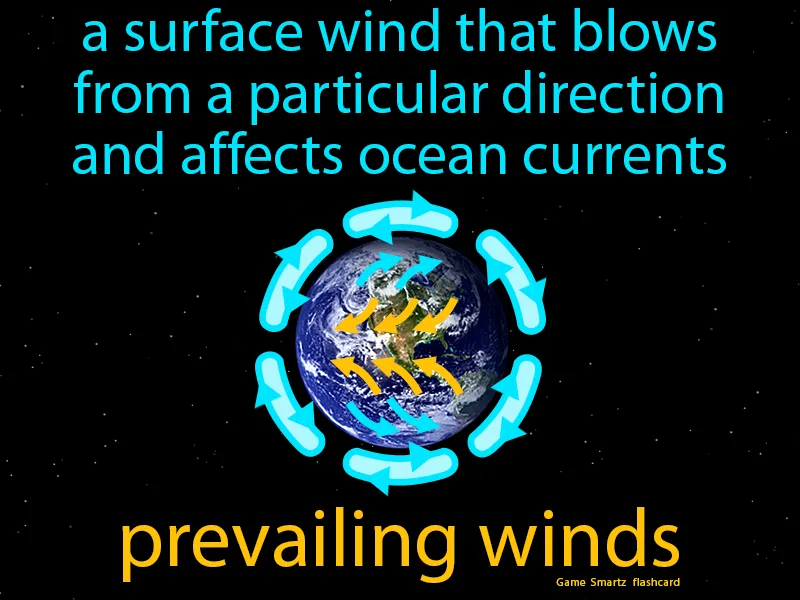 a surface wind that blows
from a particular direction
and affects ocean currents
prevailing winds
Game Smartz flashcard